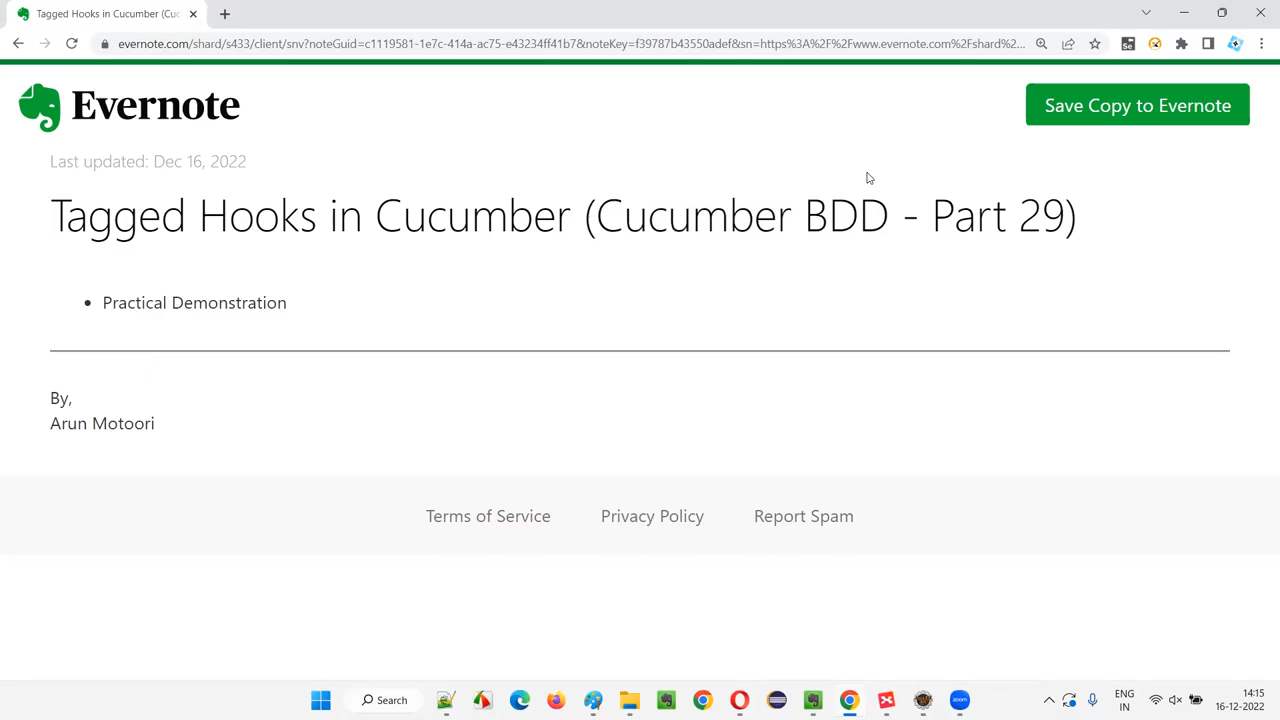 Tagged Hooks in Cucumber (Cuc
evernote.com/shard/s433/client/snv?noteGuid=c1119581-1e7c-414a-ac75-e43234ff41b7&noteKey=f39787b43550adef&sn=https%3A%2F%2Fwww.evernote.com%2Fshard%2...
Evernote
Save Copy to Evernote
Last updated: Dec 16, 2022
Tagged Hooks in Cucumber (Cucumber BDD - Part 29)
• Practical Demonstration
By,
Arun Motoori
Terms of Service Privacy Policy Report Spam
Search
zoom
ENG
IN
14:15
16-12-2022